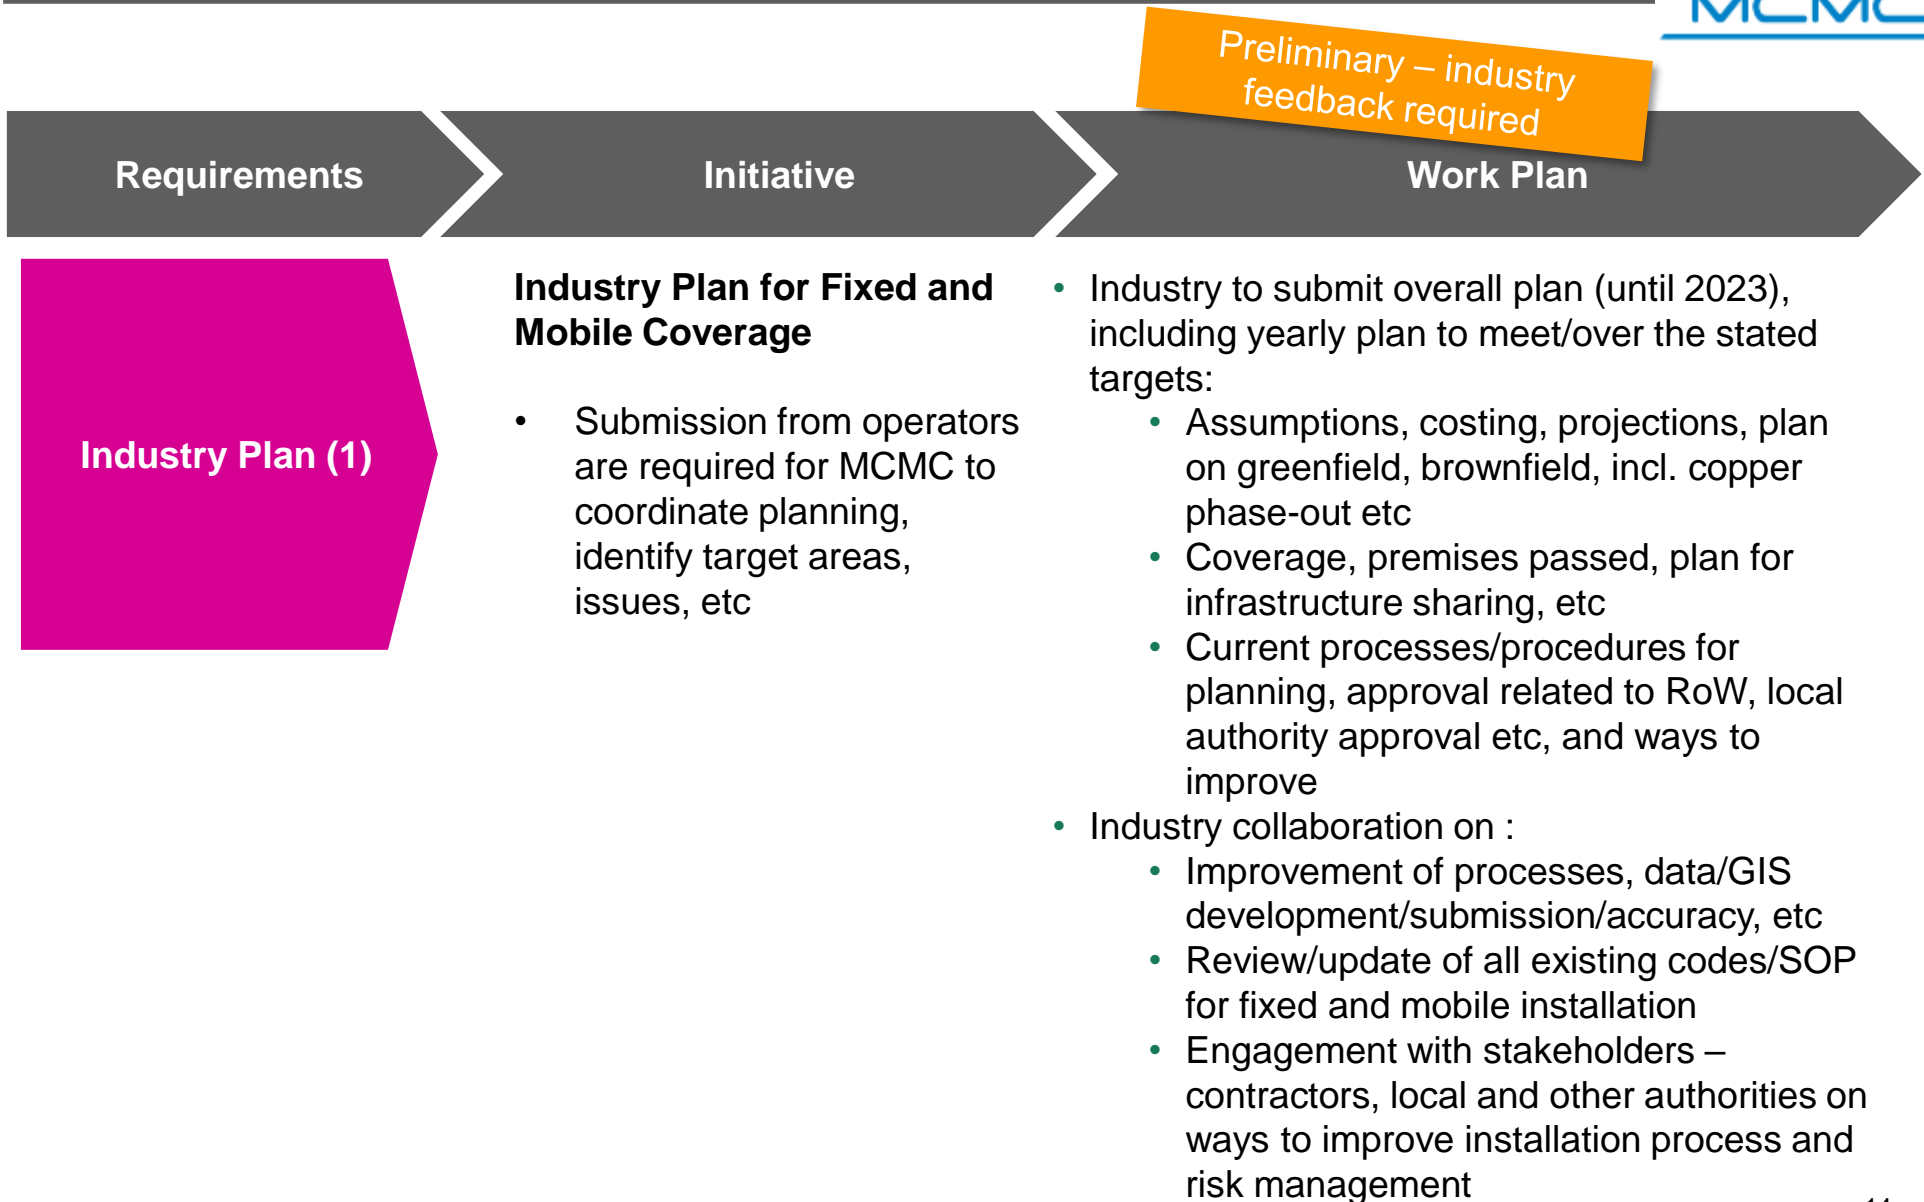 MCMC
Preliminary – industry
feedback required
Requirements
Initiative
Work Plan
Industry Plan (1)
Industry Plan for Fixed and
Mobile Coverage
• Submission from operators
are required for MCMC to
coordinate planning,
identify target areas,
issues, etc
• Industry to submit overall plan (until 2023),
including yearly plan to meet/over the stated
targets:
• Assumptions, costing, projections, plan
on greenfield, brownfield, incl. copper
phase-out etc
• Coverage, premises passed, plan for
infrastructure sharing, etc
• Current processes/procedures for
planning, approval related to RoW, local
authority approval etc, and ways to
improve
• Industry collaboration on :
• Improvement of processes, data/GIS
development/submission/accuracy, etc
• Review/update of all existing codes/SOP
for fixed and mobile installation
• Engagement with stakeholders –
contractors, local and other authorities on
ways to improve installation process and
risk management